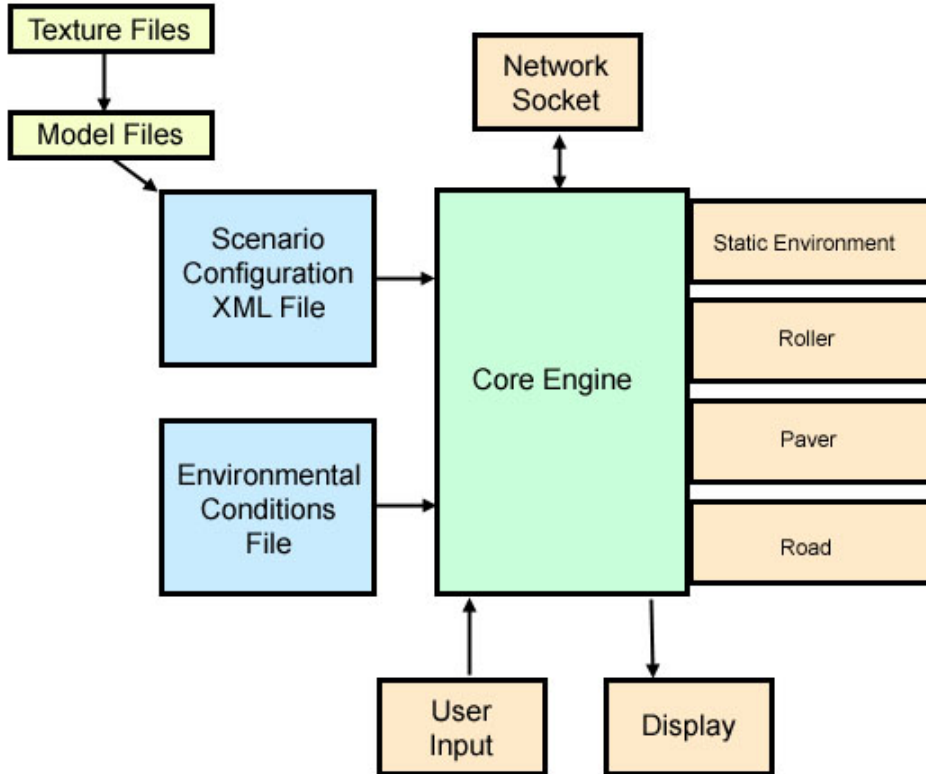 Texture Files
Model Files
Network
Socket
Scenario
Configuration
XML File
Static Environment
Roller
Core Engine
Paver
Environmental
Conditions
File
Road
User
Input
Display